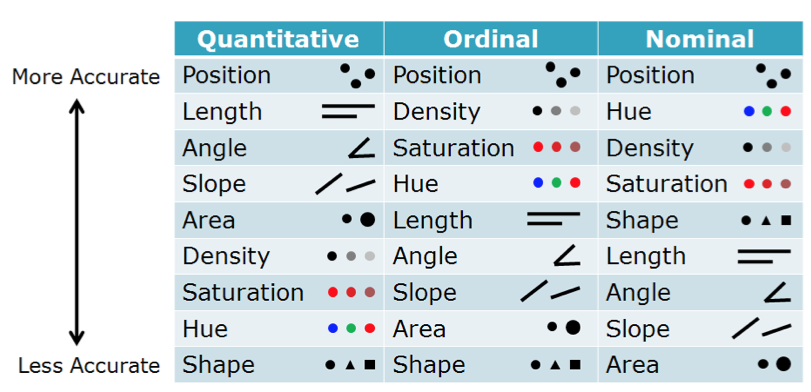 Quantitative Ordinal Nominal
More Accurate Position Position Position
Length Density Hue
Angle Saturation Density
Slope Hue Saturation
Area Length Shape
Density Angle Length
Saturation Slope Angle
Hue Area Slope
Less Accurate Shape Shape Area